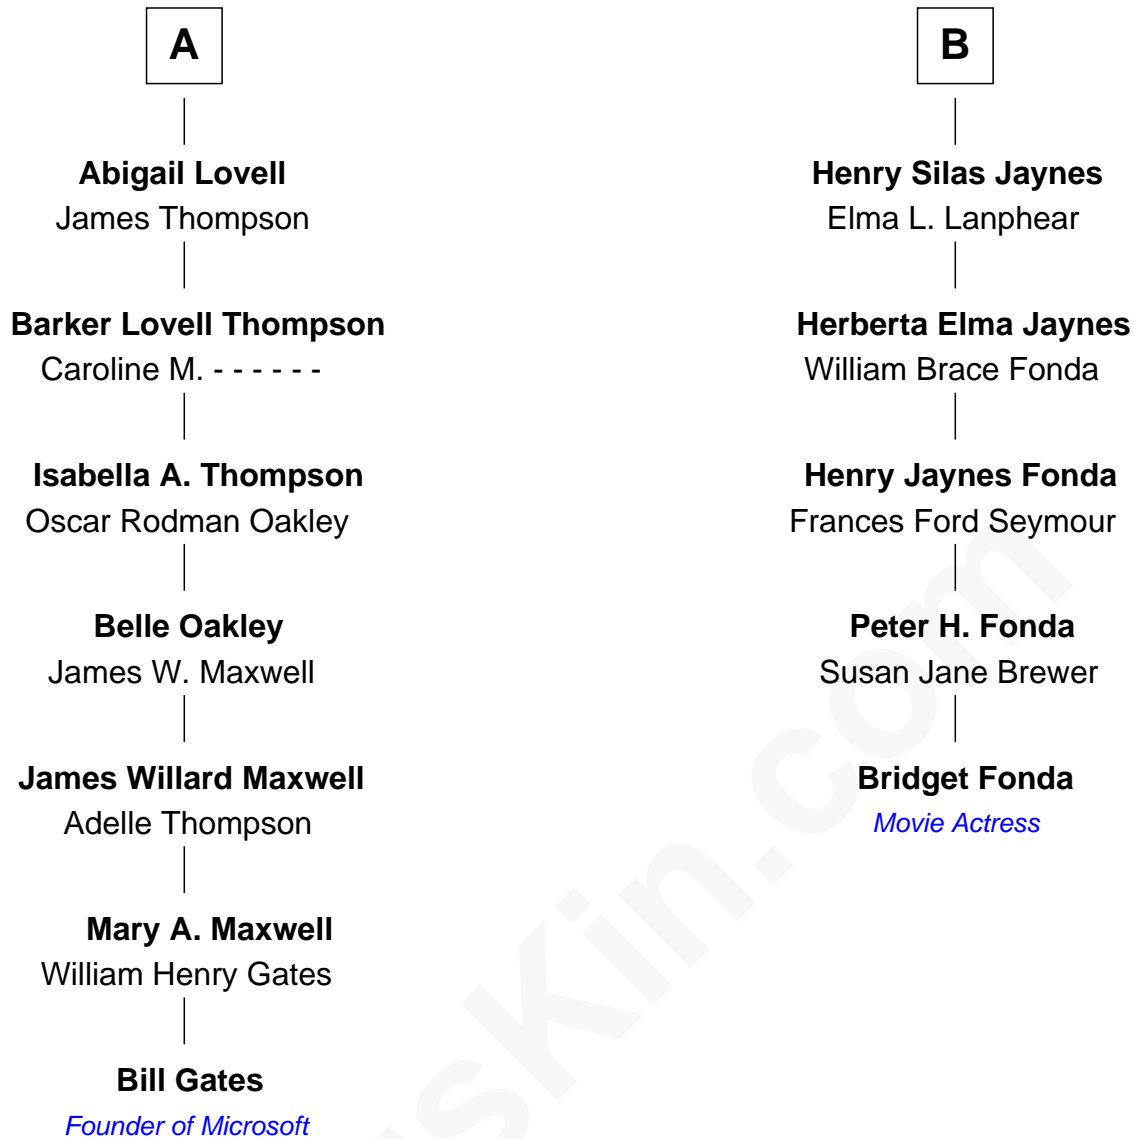 A
Abigail Lovell
James Thompson
Barker Lovell Thompson
Caroline M. - - - - - -
Isabella A. Thompson
Oscar Rodman Oakley
Belle Oakley
James W. Maxwell
James Willard Maxwell
Adelle Thompson
Mary A. Maxwell
William Henry Gates
Bill Gates
Founder of Microsoft
B
Henry Silas Jaynes
Elma L. Lanphear
Herberta Elma Jaynes
William Brace Fonda
Henry Jaynes Fonda
Frances Ford Seymour
Peter H. Fonda
Susan Jane Brewer
Bridget Fonda
Movie Actress